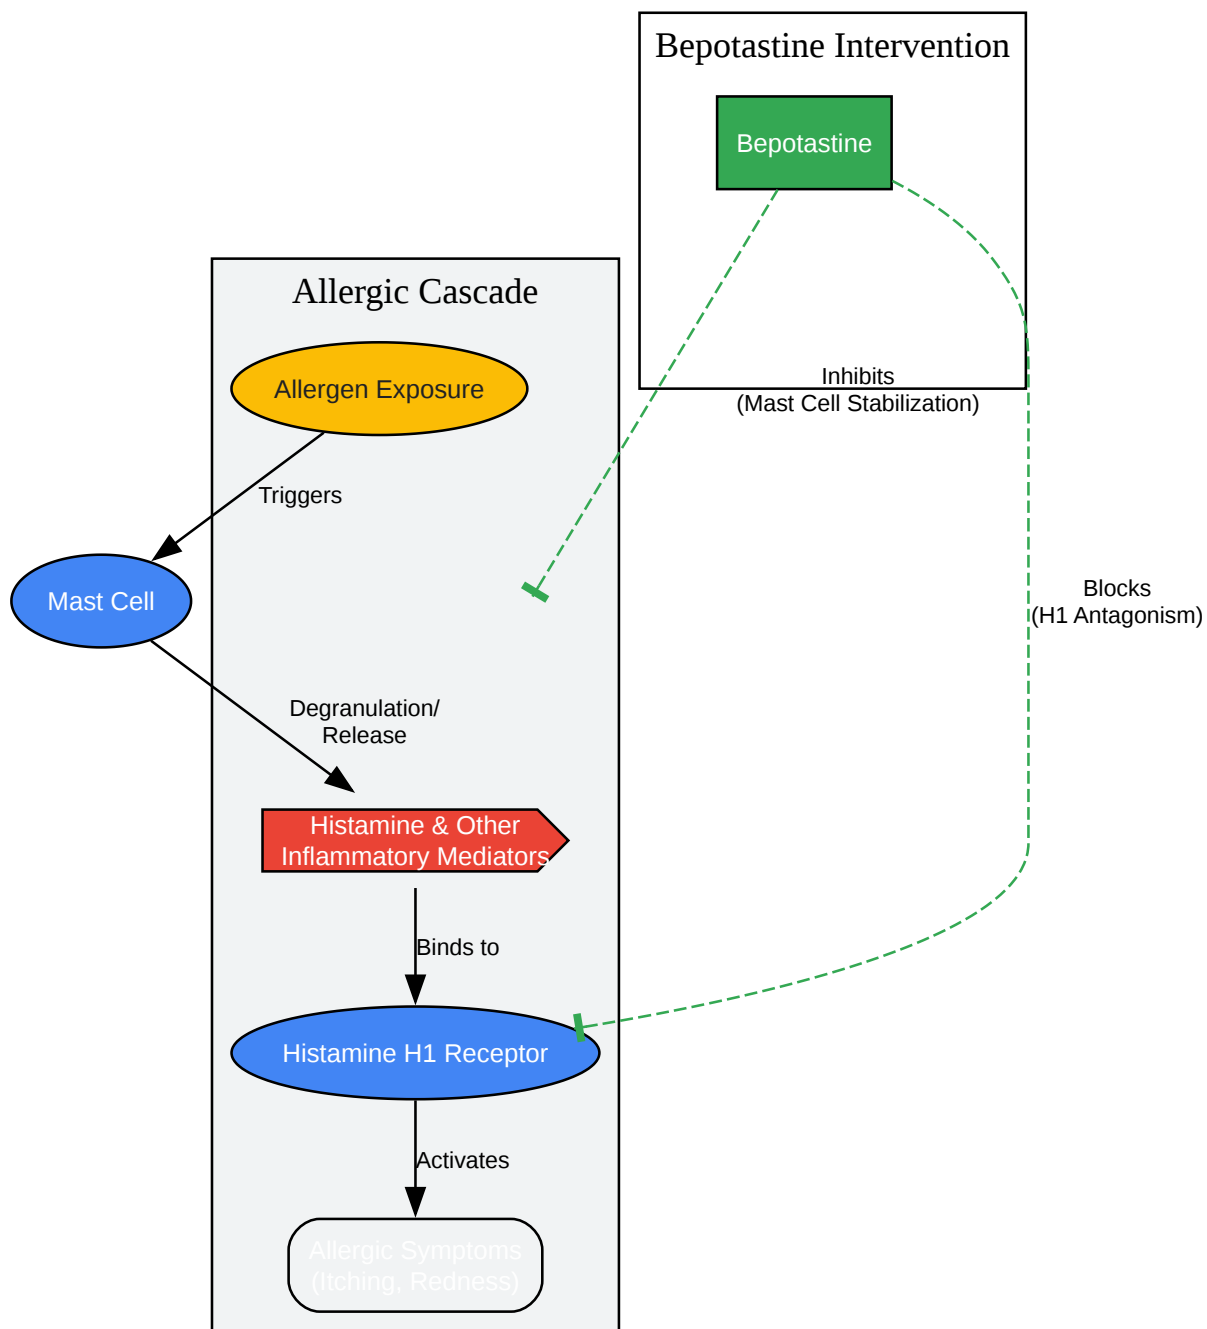 Bepotastine Intervention
Bepotastine
Allergic Cascade
Allergen Exposure
Inhibits
(Mast Cell Stabilization)
Triggers
Mast Cell
Blocks
(H1 Antagonism)
Degranulation/
Release
Histamine & Other
Inflammatory Mediators
Binds to
Histamine H1 Receptor
Activates
Allergic Symptoms
(Itching, Redness)